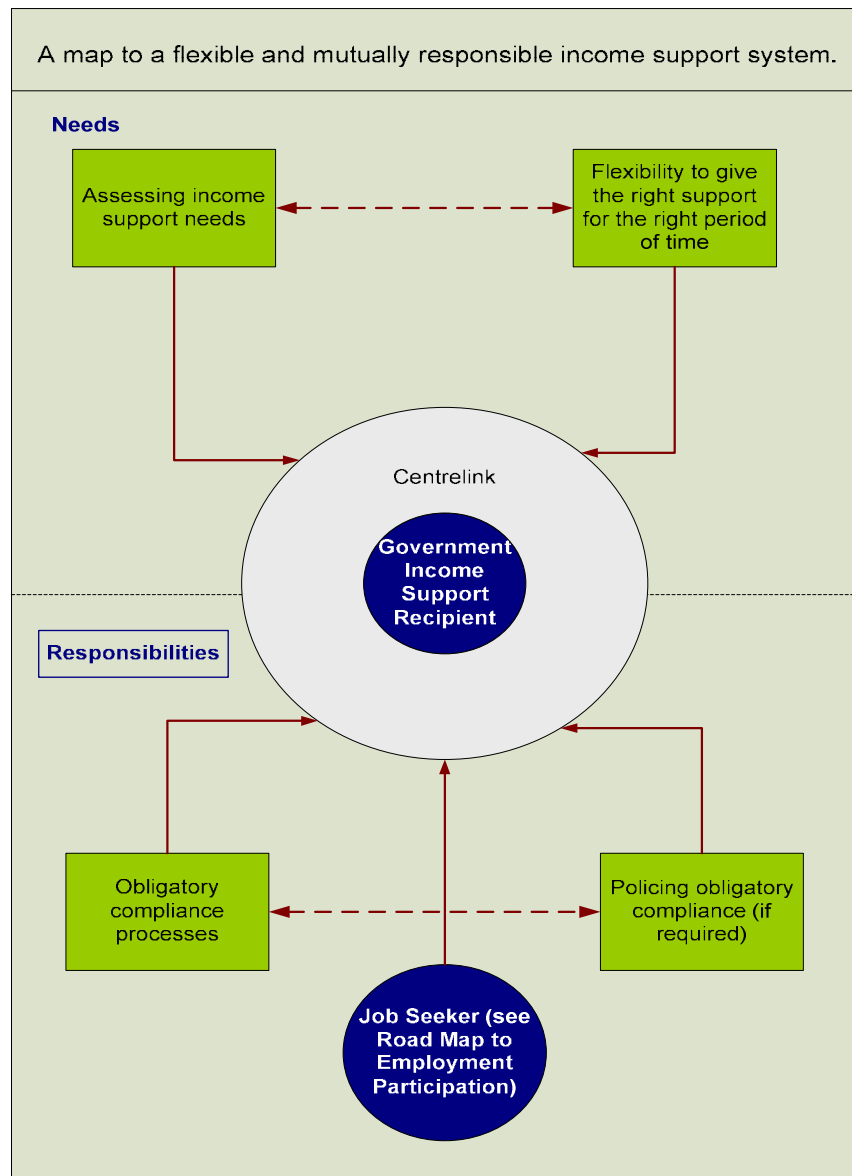 A map to a flexible and mutually responsible income support system.
Needs
Assessing income
support needs
Flexibility to give
the right support
for the right period
of time
Centrelink
Government
Income
Support
Recipient
Responsibilities
Obligatory
compliance
processes
Policing obligatory
compliance (if
required)
Job Seeker (see
Road Map to
Employment
Participation)